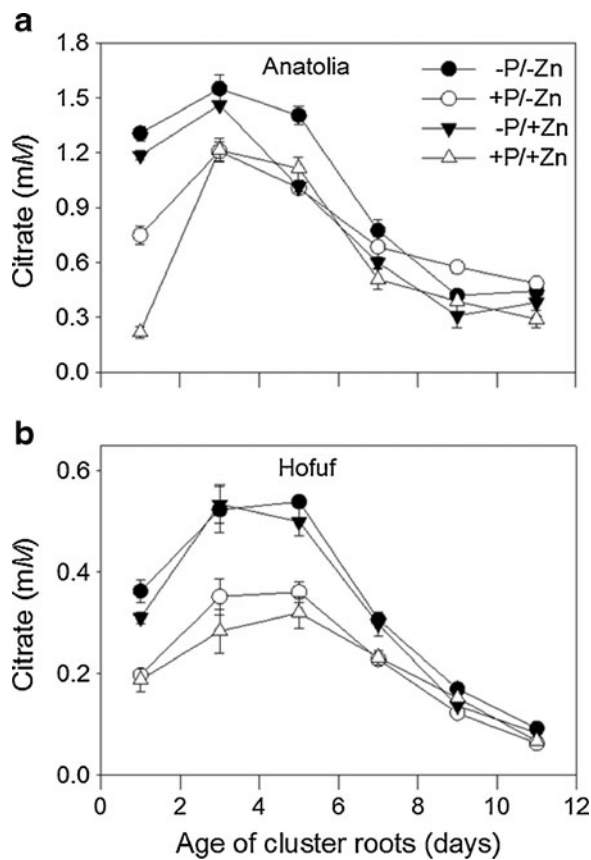 a
Anatolia
-P/-Zn
+P/-Zn
-P/+Zn
+P/+Zn
1.8
1.5
1.2
0.9
0.6
0.3
0.0
Citrate (mM)
b
Hofuf
0.6
0.4
0.2
0.0
Citrate (mM)
0 2 4 6 8 10 12
Age of cluster roots (days)